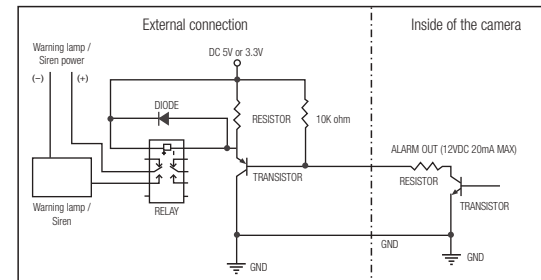 External connection
Inside of the camera
Warning lamp /
Siren power
(−)
(+)
DC 5V or 3.3V
DIODE
RESISTOR
10K ohm
ALARM OUT (12VDC 20mA MAX)
RESISTOR
TRANSISTOR
TRANSISTOR
RELAY
Warning lamp /
Siren
GND
GND
GND